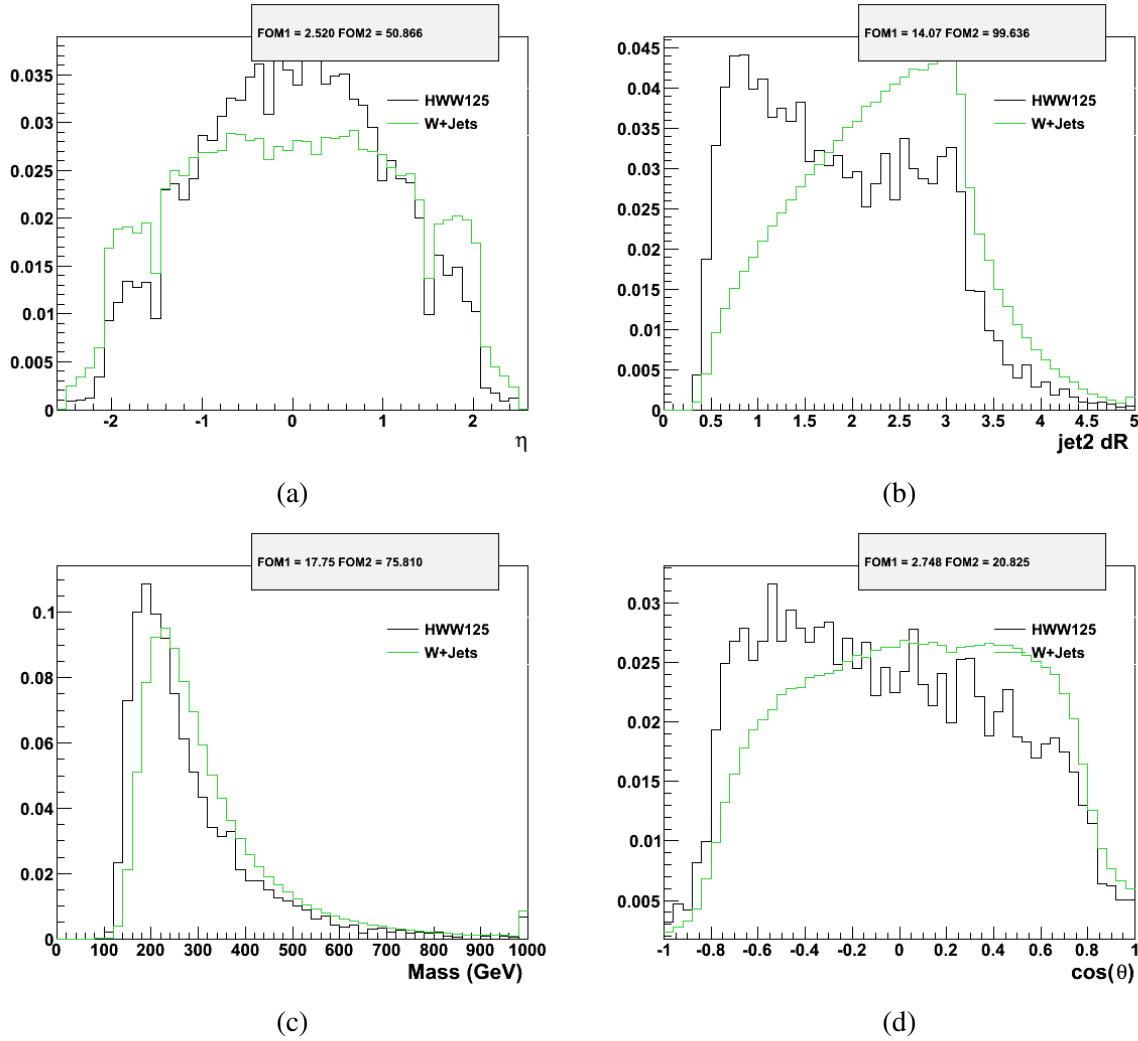 FOM1 = 2.520 FOM2 = 50.866
HWW125
W+Jets
0.035
0.03
0.025
0.02
0.015
0.01
0.005
0
-2 -1 0 1 2
η
(a)
FOM1 = 14.07 FOM2 = 99.636
HWW125
W+Jets
0.045
0.04
0.035
0.03
0.025
0.02
0.015
0.01
0.005
0
0 0.5 1 1.5 2 2.5 3 3.5 4 4.5 5
jet2 dR
(b)
FOM1 = 17.75 FOM2 = 75.810
HWW125
W+Jets
0.1
0.08
0.06
0.04
0.02
0
0 100 200 300 400 500 600 700 800 900 1000
Mass (GeV)
(c)
FOM1 = 2.748 FOM2 = 20.825
HWW125
W+Jets
0.03
0.025
0.02
0.015
0.01
0.005
-1 -0.8 -0.6 -0.4 -0.2 0 0.2 0.4 0.6 0.8 1
cos(θ)
(d)